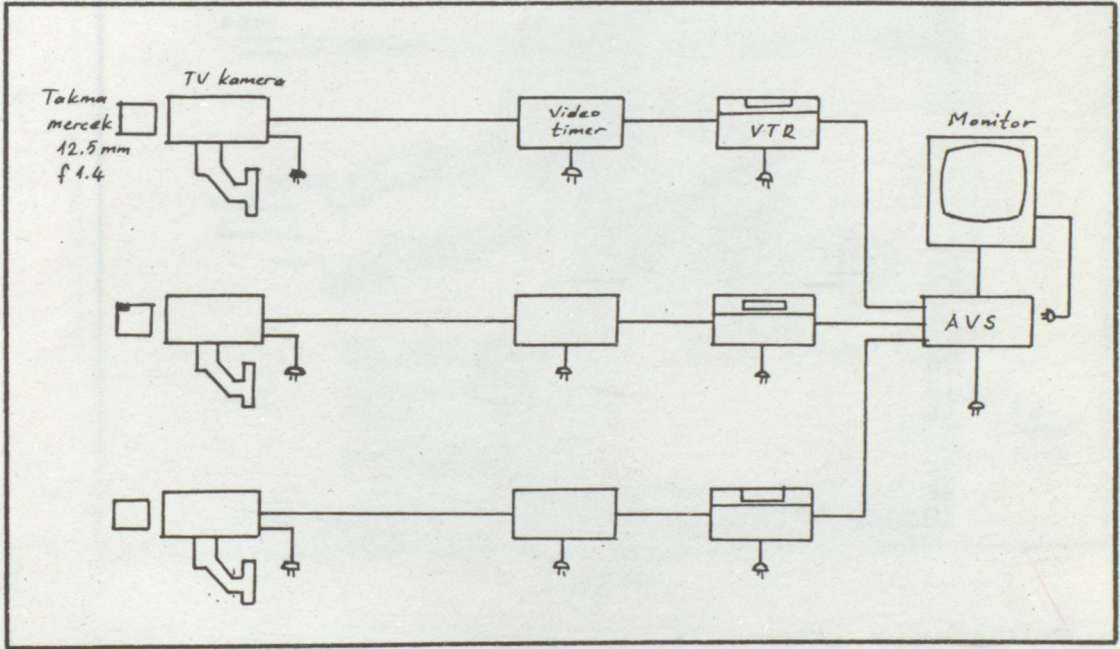 TV kamera
Takma
mercek
12.5 mm
f 1.4
Video
timer
VTR
Monitor
AVS